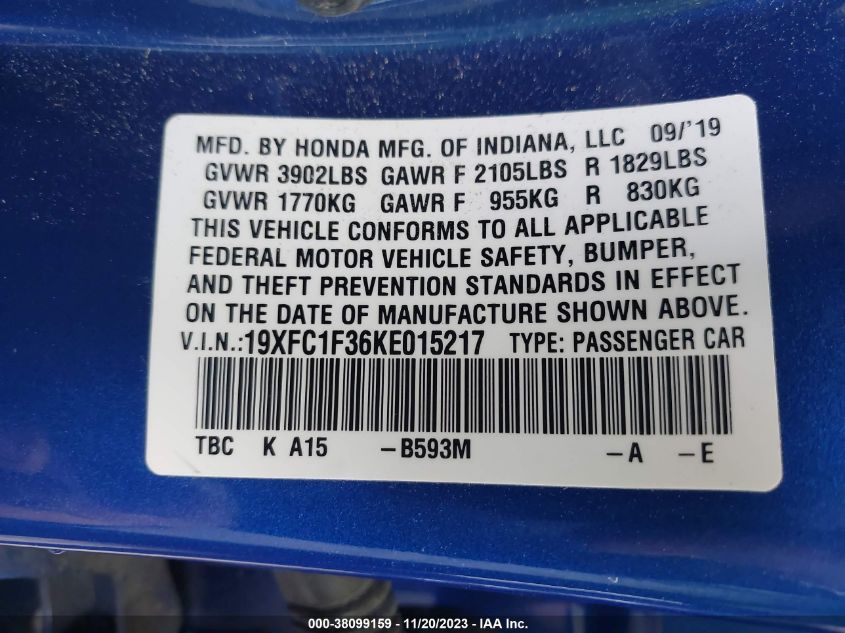 MFD. BY HONDA MFG. OF INDIANA, LLC 09/'19
GVWR 3902LBS GAWR F 2105LBS R 1829LBS
GVWR 1770KG GAWR F 955KG R 830KG
THIS VEHICLE CONFORMS TO ALL APPLICABLE
FEDERAL MOTOR VEHICLE SAFETY, BUMPER,
AND THEFT PREVENTION STANDARDS IN EFFECT
ON THE DATE OF MANUFACTURE SHOWN ABOVE.
V.I.N.:19XFC1F36KE015217 TYPE: PASSENGER CAR
TBC K A15 -B593M -A -E
000-38099159 - 11/20/2023 - IAA Inc.